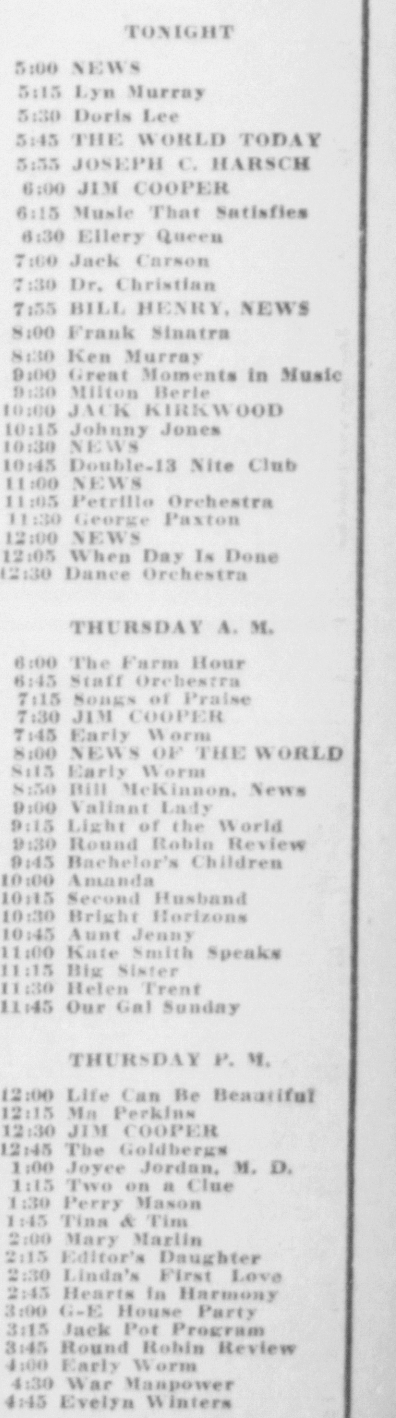 TONIGHT
5:00 NEWS
5:15 Lyn Murray
5:30 Doris Lee
5:45 THE WORLD TODAY
5:55 JOSEPH C. HARSCH
6:00 JIM COOPER
6:15 Music That Satisfies
6:30 Ellery Queen
7:00 Jack Carson
7:30 Dr. Christian
7:55 BILL HENRY, NEWS
8:00 Frank Sinatra
8:30 Ken Murray
9:00 Great Moments in Music
9:30 Milton Berle
10:00 JACK KIRKWOOD
10:15 Johnny Jones
10:30 NEWS
10:45 Double-13 Nite Club
11:00 NEWS
11:05 Petrillo Orchestra
11:30 George Paxton
12:00 NEWS
12:05 When Day Is Done
12:30 Dance Orchestra
THURSDAY A. M.
6:00 The Farm Hour
6:45 Staff Orchestra
7:15 Songs of Praise
7:30 JIM COOPER
7:45 Early Worm
8:00 NEWS OF THE WORLD
8:15 Early Worm
8:50 Bill McKinnon, News
9:00 Valiant Lady
9:15 Light of the World
9:30 Round Robin Review
9:45 Bachelor's Children
10:00 Amanda
10:15 Second Husband
10:30 Bright Horizons
10:45 Aunt Jenny
11:00 Kate Smith Speaks
11:15 Big Sister
11:30 Helen Trent
11:45 Our Gal Sunday
THURSDAY P. M.
12:00 Life Can Be Beautiful
12:15 Ma Perkins
12:30 JIM COOPER
12:45 The Goldbergs
1:00 Joyce Jordan, M. D.
1:15 Two on a Clue
1:30 Perry Mason
1:45 Tina & Tim
2:00 Mary Marlin
2:15 Editor's Daughter
2:30 Linda's First Love
2:45 Hearts in Harmony
3:00 G-E House Party
3:15 Jack Pot Program
3:45 Round Robin Review
4:00 Early Worm
4:30 War Manpower
4:45 Evelyn Winters